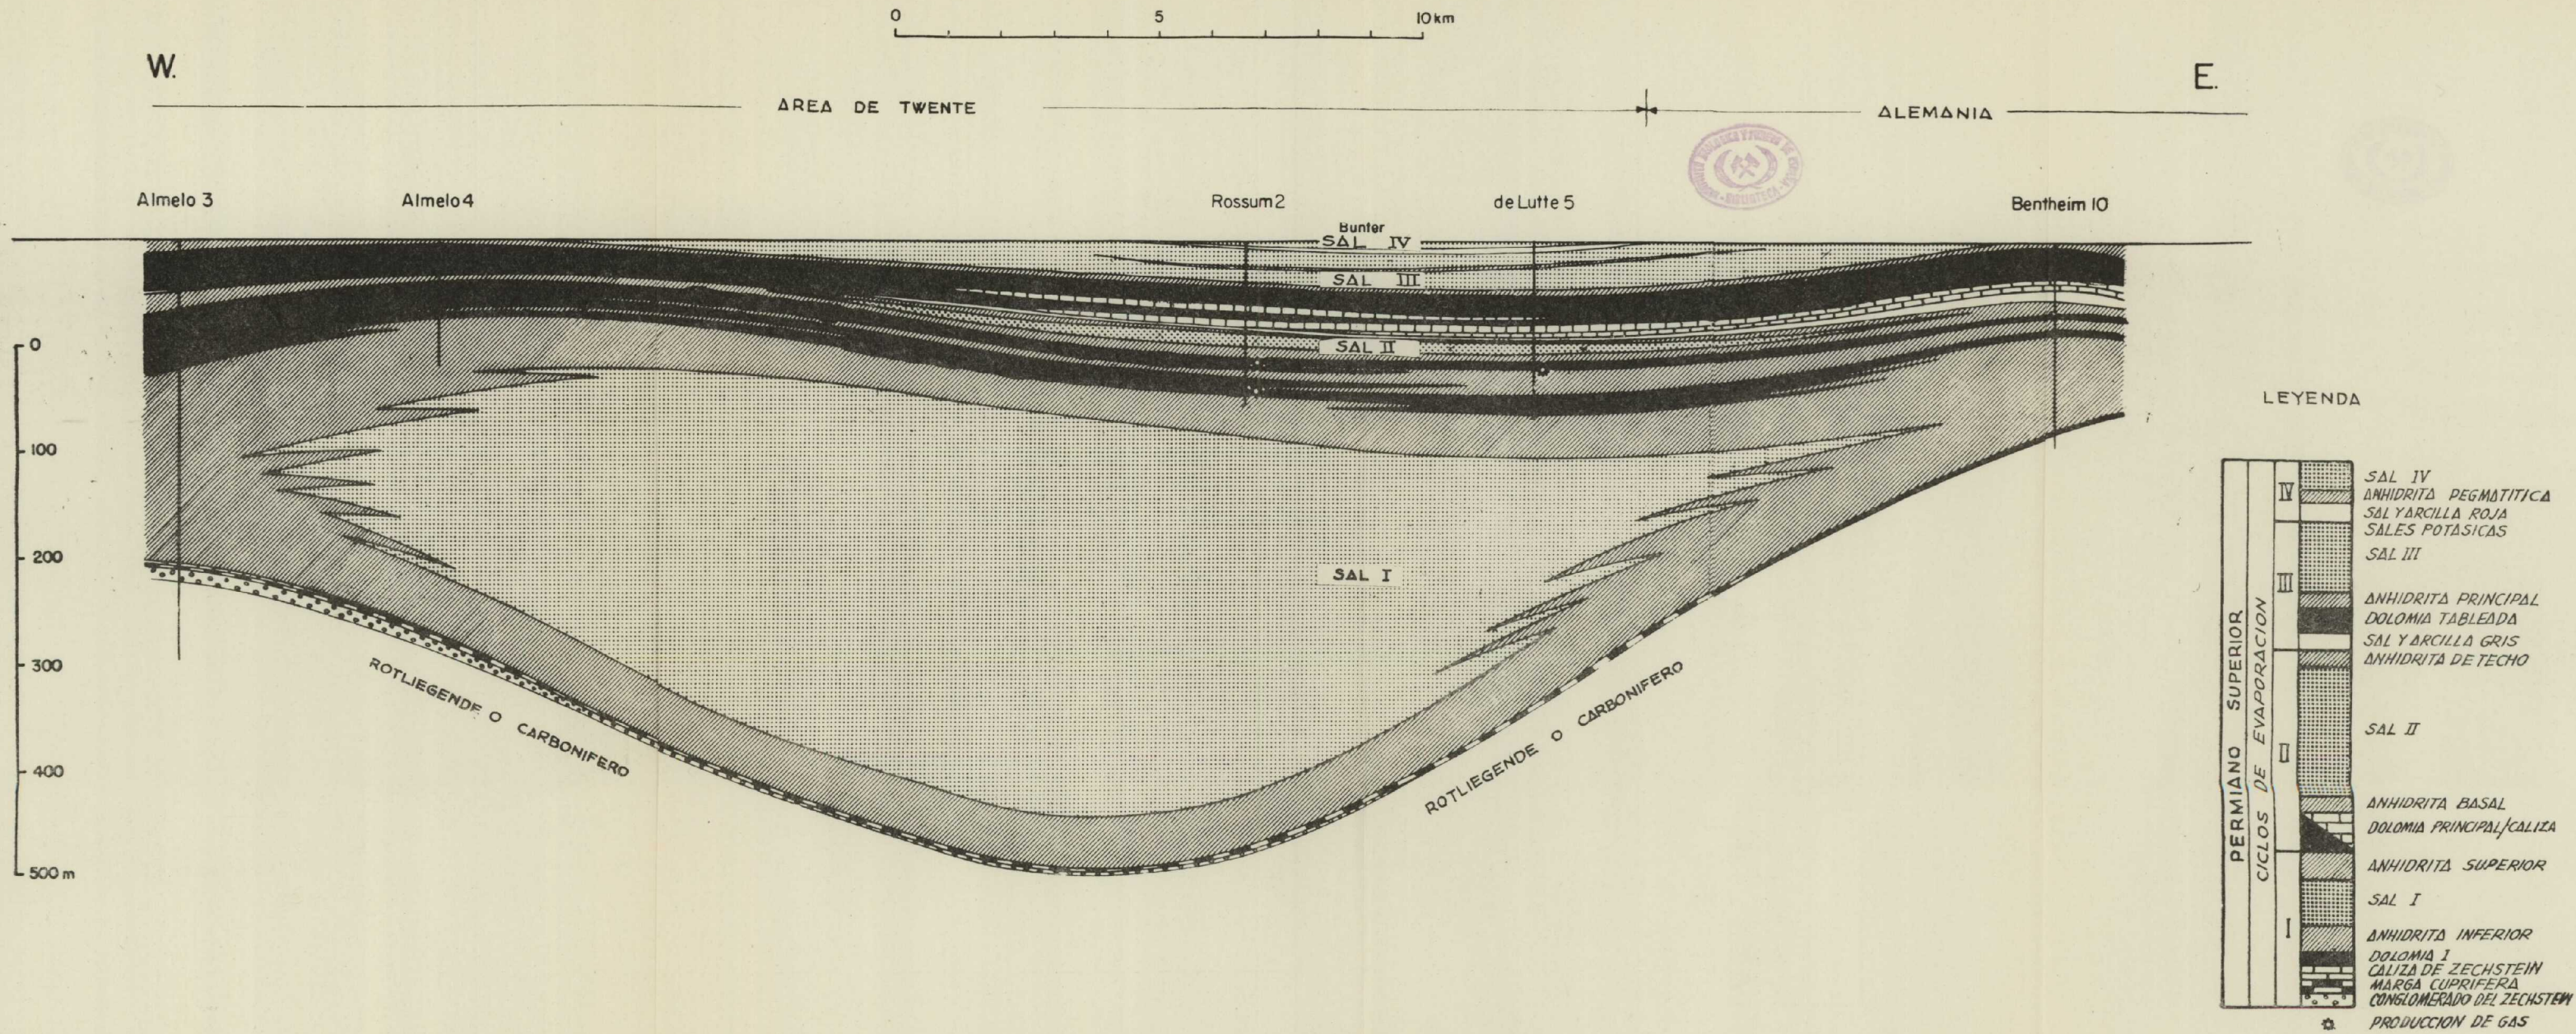 0 5 10 km
W. E.
AREA DE TWENTE ALEMANIA
Almelo 3 Almelo 4 Rossum 2 de Lutte 5 Bentheim 10
Bunter
SAL IV
SAL III
SAL II
SAL I
0
100
200
300
400
500 m
ROTLIEGENDE O CARBONIFERO
ROTLIEGENDE O CARBONIFERO
LEYENDA
PERMIANO SUPERIOR
CICLOS DE EVAPORACION
IV
III
II
I
SAL IV
ANHIDRITA PEGMATITICA
SAL Y ARCILLA ROJA
SALES POTASICAS
SAL III
ANHIDRITA PRINCIPAL
DOLOMIA TABLEADA
SAL Y ARCILLA GRIS
ANHIDRITA DE TECHO
SAL II
ANHIDRITA BASAL
DOLOMIA PRINCIPAL/CALIZA
ANHIDRITA SUPERIOR
SAL I
ANHIDRITA INFERIOR
DOLOMIA I
CALIZA DE ZECHSTEIN
MARGA CUPRIFERA
CONGLOMERADO DEL ZECHSTEIN
PRODUCCION DE GAS
BIBLIOTECA